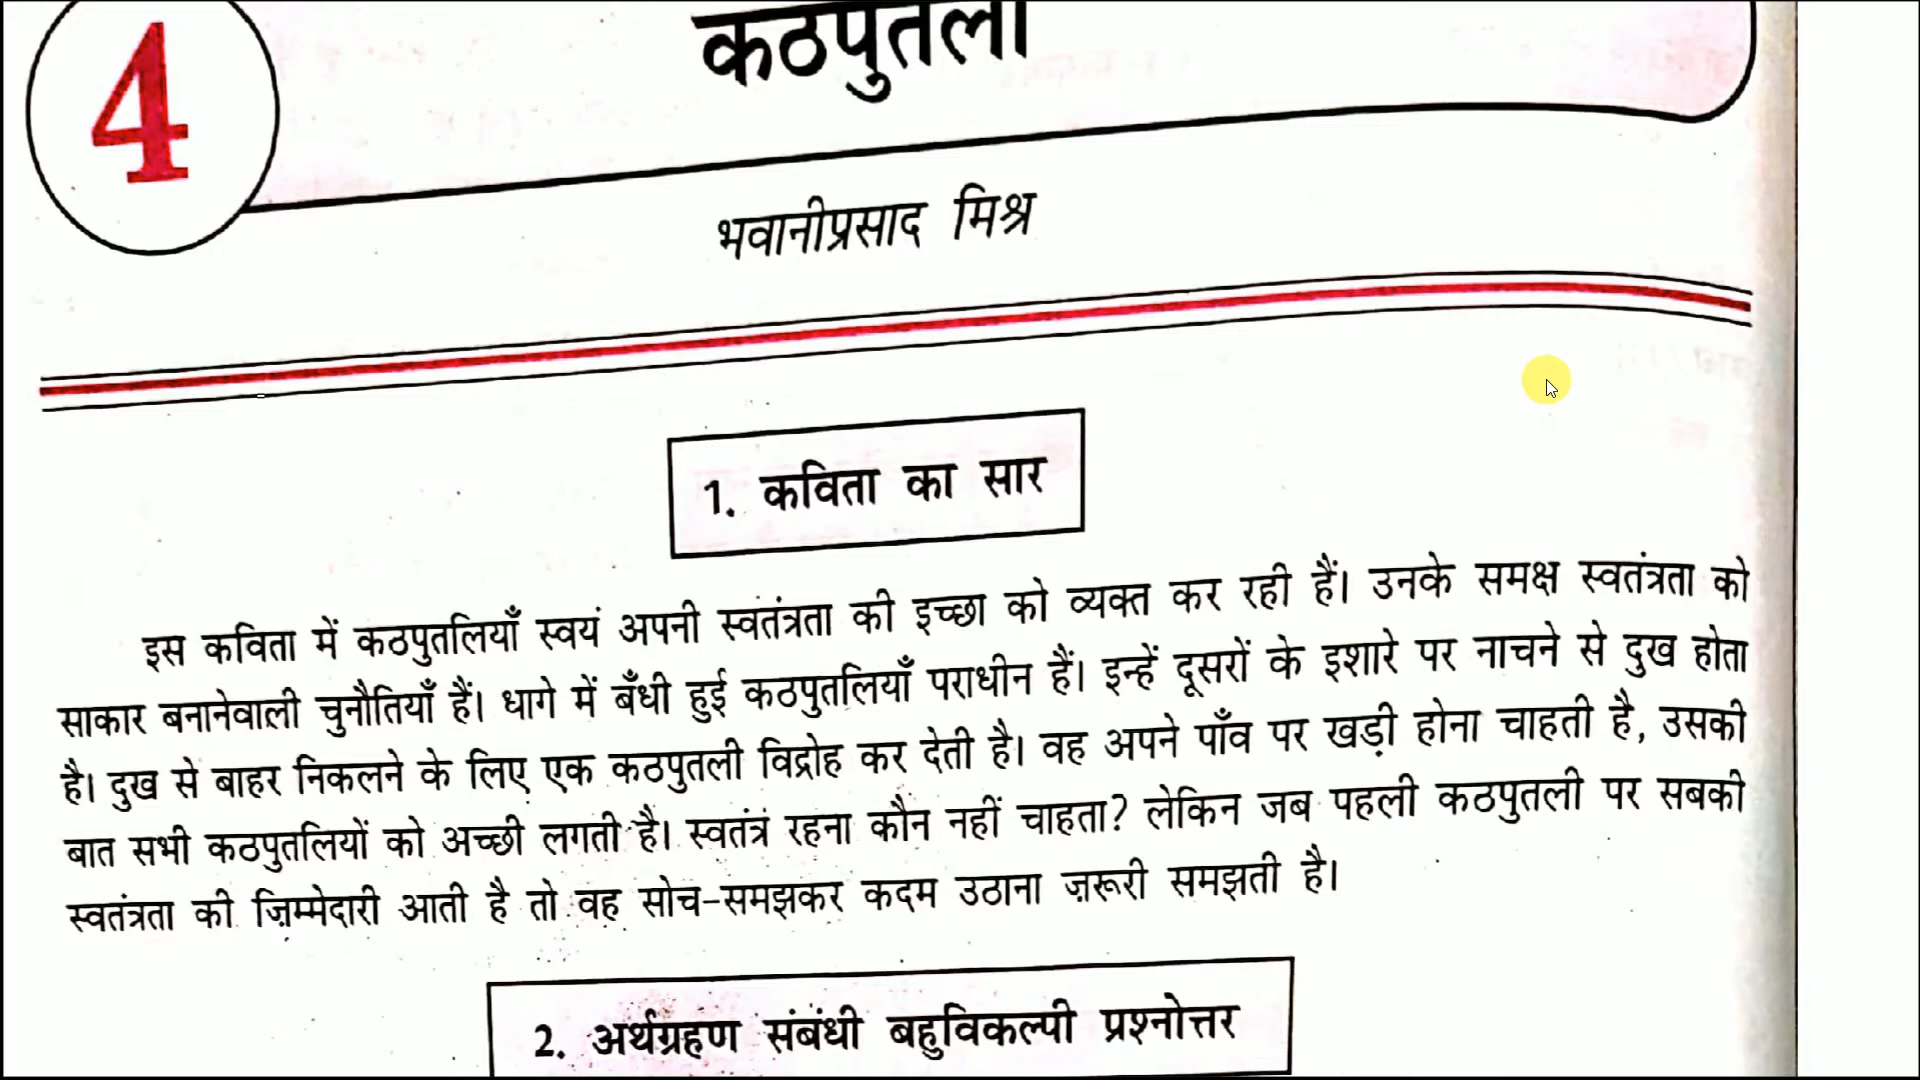 4
कठपुतली
भवानीप्रसाद मिश्र
1. कविता का सार
इस कविता में कठपुतलियाँ स्वयं अपनी स्वतंत्रता की इच्छा को व्यक्त कर रही हैं। उनके समक्ष स्वतंत्रता को
साकार बनानेवाली चुनौतियाँ हैं। धागे में बँधी हुई कठपुतलियाँ पराधीन हैं। इन्हें दूसरों के इशारे पर नाचने से दुख होता
है। दुख से बाहर निकलने के लिए एक कठपुतली विद्रोह कर देती है। वह अपने पाँव पर खड़ी होना चाहती है, उसकी
बात सभी कठपुतलियों को अच्छी लगती है। स्वतंत्र रहना कौन नहीं चाहता? लेकिन जब पहली कठपुतली पर सबकी
स्वतंत्रता की ज़िम्मेदारी आती है तो वह सोच-समझकर कदम उठाना ज़रूरी समझती है।
2. अर्थग्रहण संबंधी बहुविकल्पी प्रश्नोत्तर